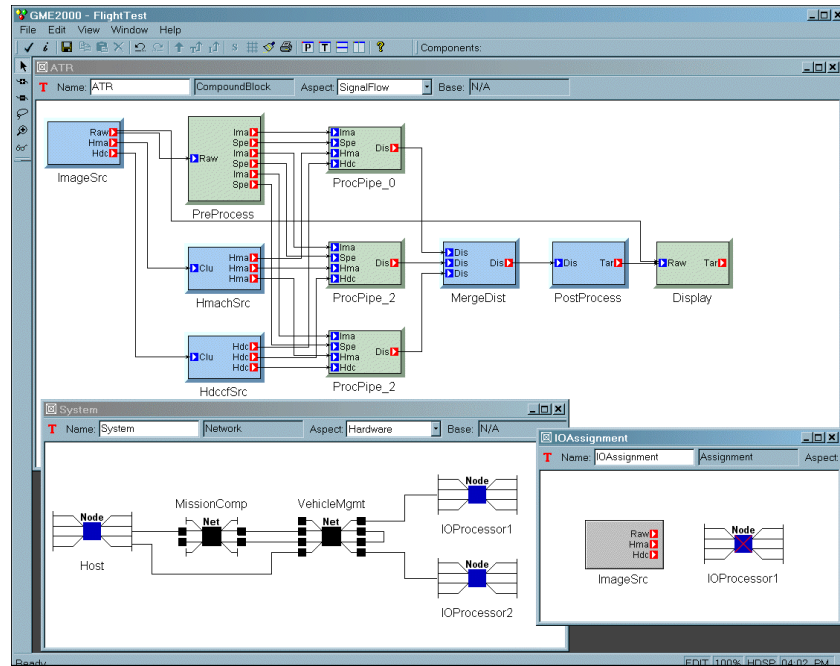 GME2000 - FlightTest
File Edit View Window Help
Components:
ATR
Name: ATR CompoundBlock Aspect: SignalFlow Base: N/A
Raw
Hma
Hdc
ImageSrc
Raw
Ima
Spe
Ima
Spe
Ima
Spe
PreProcess
Ima
Spe
Hma
Hdc
Dis
ProcPipe_0
Clu
Hma
Hma
Hma
HmachSrc
Ima
Spe
Hma
Hdc
Dis
ProcPipe_2
Dis
Dis
Dis
Dis
MergeDist
Dis Tar
PostProcess
Raw Tar
Display
Clu
Hdc
Hdc
Hdc
HdccfSrc
Ima
Spe
Hma
Hdc
Dis
ProcPipe_2
System
Name: System Network Aspect: Hardware Base: N/A
Node
Host
MissionComp
Net
VehicleMgmt
Net
Node
IOProcessor1
Node
IOProcessor2
IOAssignment
Name: IOAssignment Assignment Aspect
Raw
Hma
Hdc
ImageSrc
Node
IOProcessor1
Ready
EDIT 100% HDSP 04:02 PM